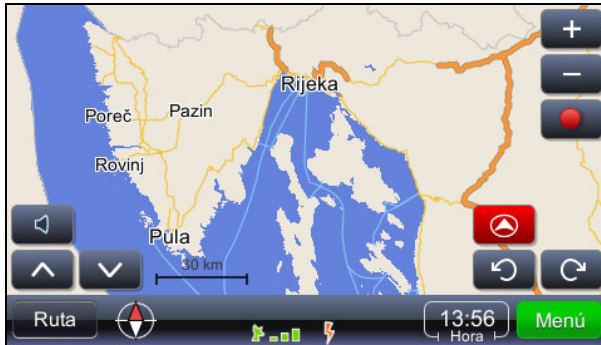 Rijeka
Poreč
Pazin
Rovinj
Pula
30 km
Ruta
13:56
Hora
Menú